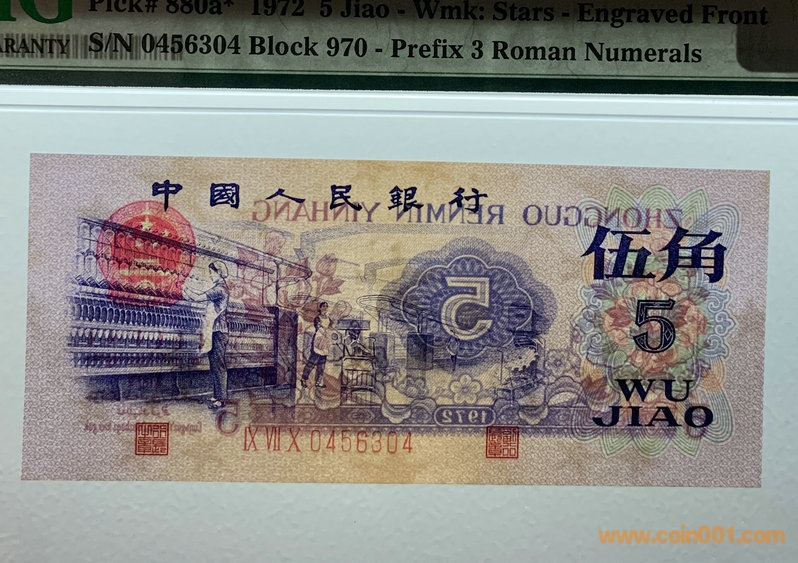 Pick# 880a* 1972 5 Jiao - Wmk: Stars - Engraved Front
S/N 0456304 Block 970 - Prefix 3 Roman Numerals
中國人民銀行
ZHONGGUO RENMIN YINHANG
伍角
5
5
WU
JIAO
1972
5
IX VII X 0456304
www.coin001.com